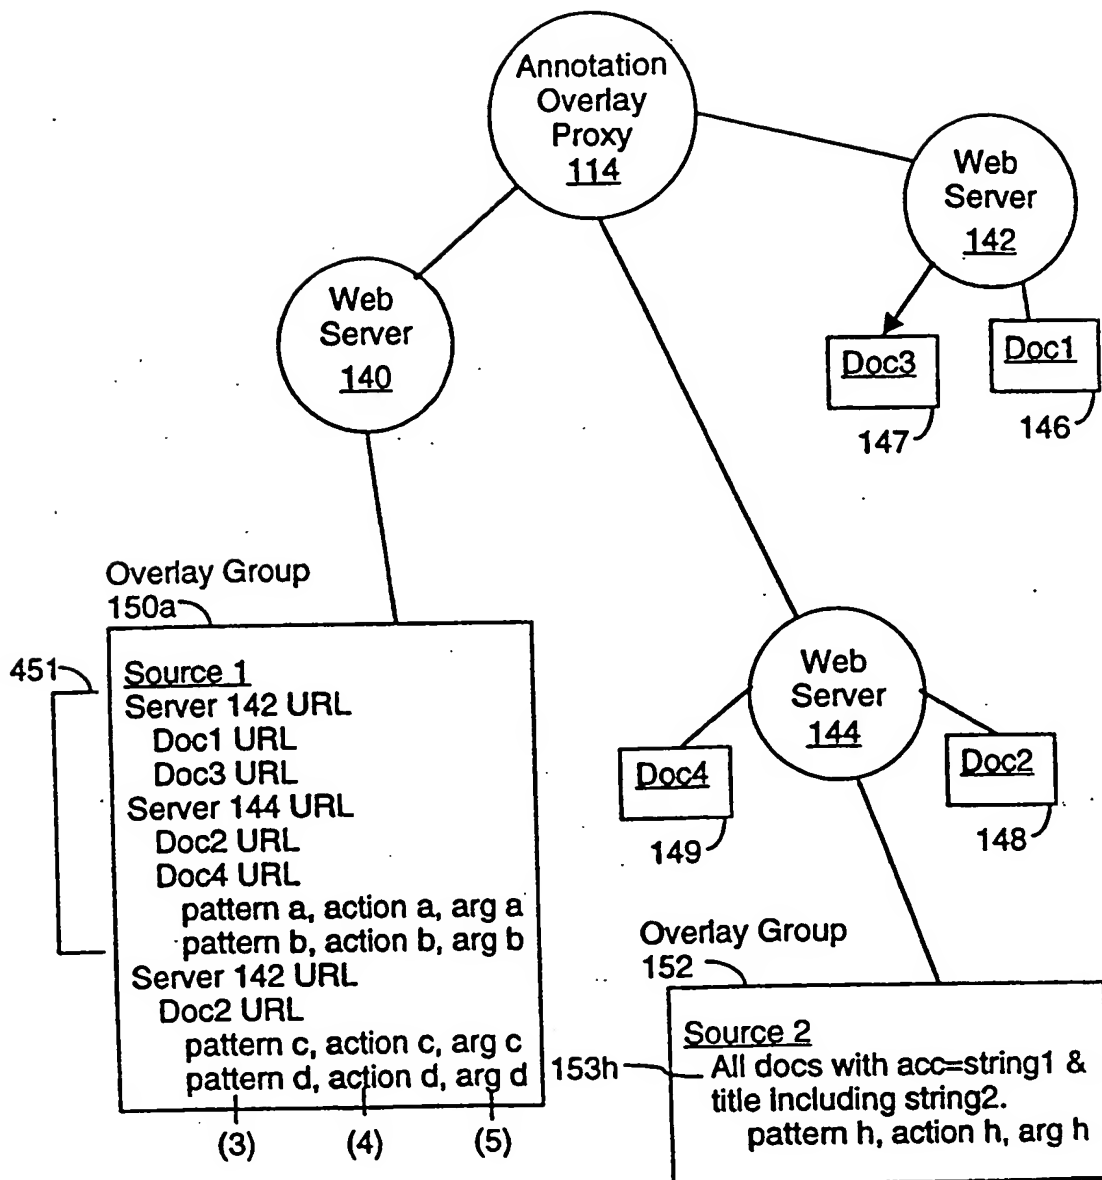 Annotation
Overlay
Proxy
114
Web
Server
142
Web
Server
140
Doc3
Doc1
147
146
Overlay Group
150a
451
Source 1
Server 142 URL
Doc1 URL
Doc3 URL
Server 144 URL
Doc2 URL
Doc4 URL
pattern a, action a, arg a
pattern b, action b, arg b
Server 142 URL
Doc2 URL
pattern c, action c, arg c
pattern d, action d, arg d
(3) (4) (5)
Web
Server
144
Doc4
Doc2
149
148
Overlay Group
152
Source 2
153h
All docs with acc=string1 &
title including string2.
pattern h, action h, arg h